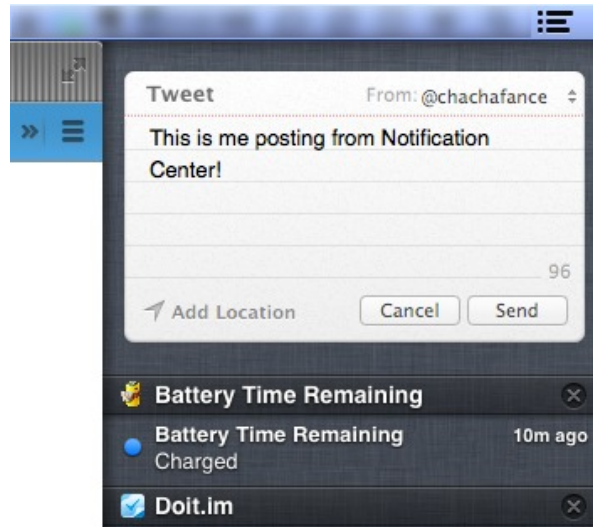 Tweet From: @chachafance
This is me posting from Notification
Center!
96
Add Location Cancel Send
Battery Time Remaining
Battery Time Remaining 10m ago
Charged
Doit.im